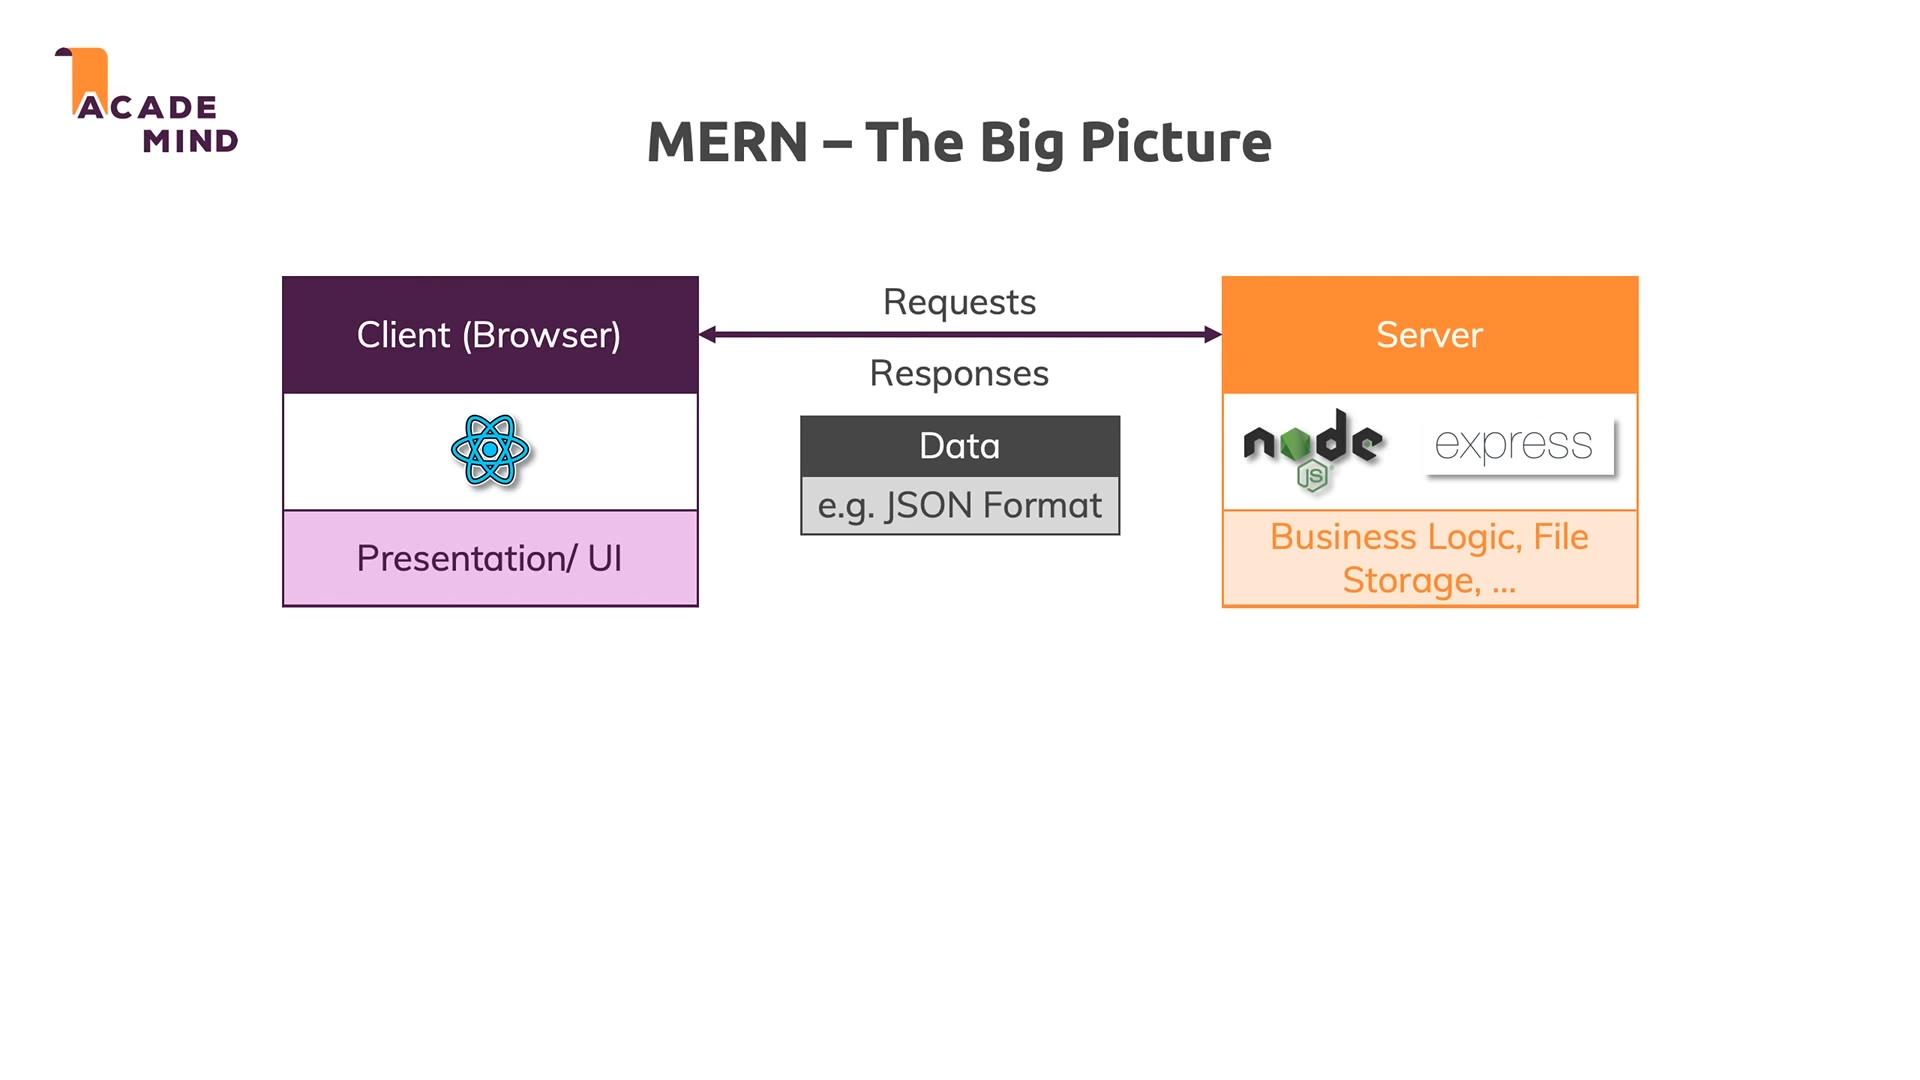 ACADE
MIND
MERN – The Big Picture
Client (Browser)
Presentation/ UI
Requests
Responses
Data
e.g. JSON Format
Server
node
JS
express
Business Logic, File
Storage, ...